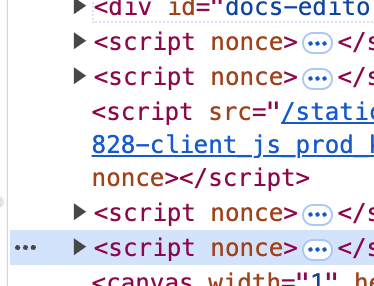 <div id="docs-edito
<script nonce> </s
<script nonce> </s
<script src="/static
828-client_js_prod_k
nonce></script>
<script nonce> </s
<script nonce> </s
<canvas width="1" he